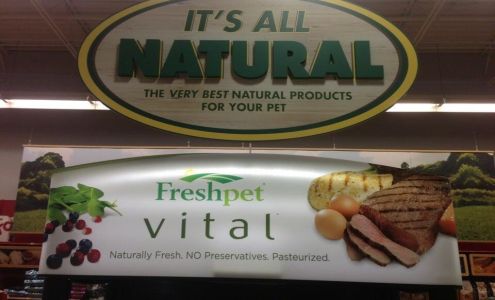 IT'S ALL
NATURAL
THE VERY BEST NATURAL PRODUCTS
FOR YOUR PET
Freshpet
vital
Naturally Fresh. NO Preservatives. Pasteurized.